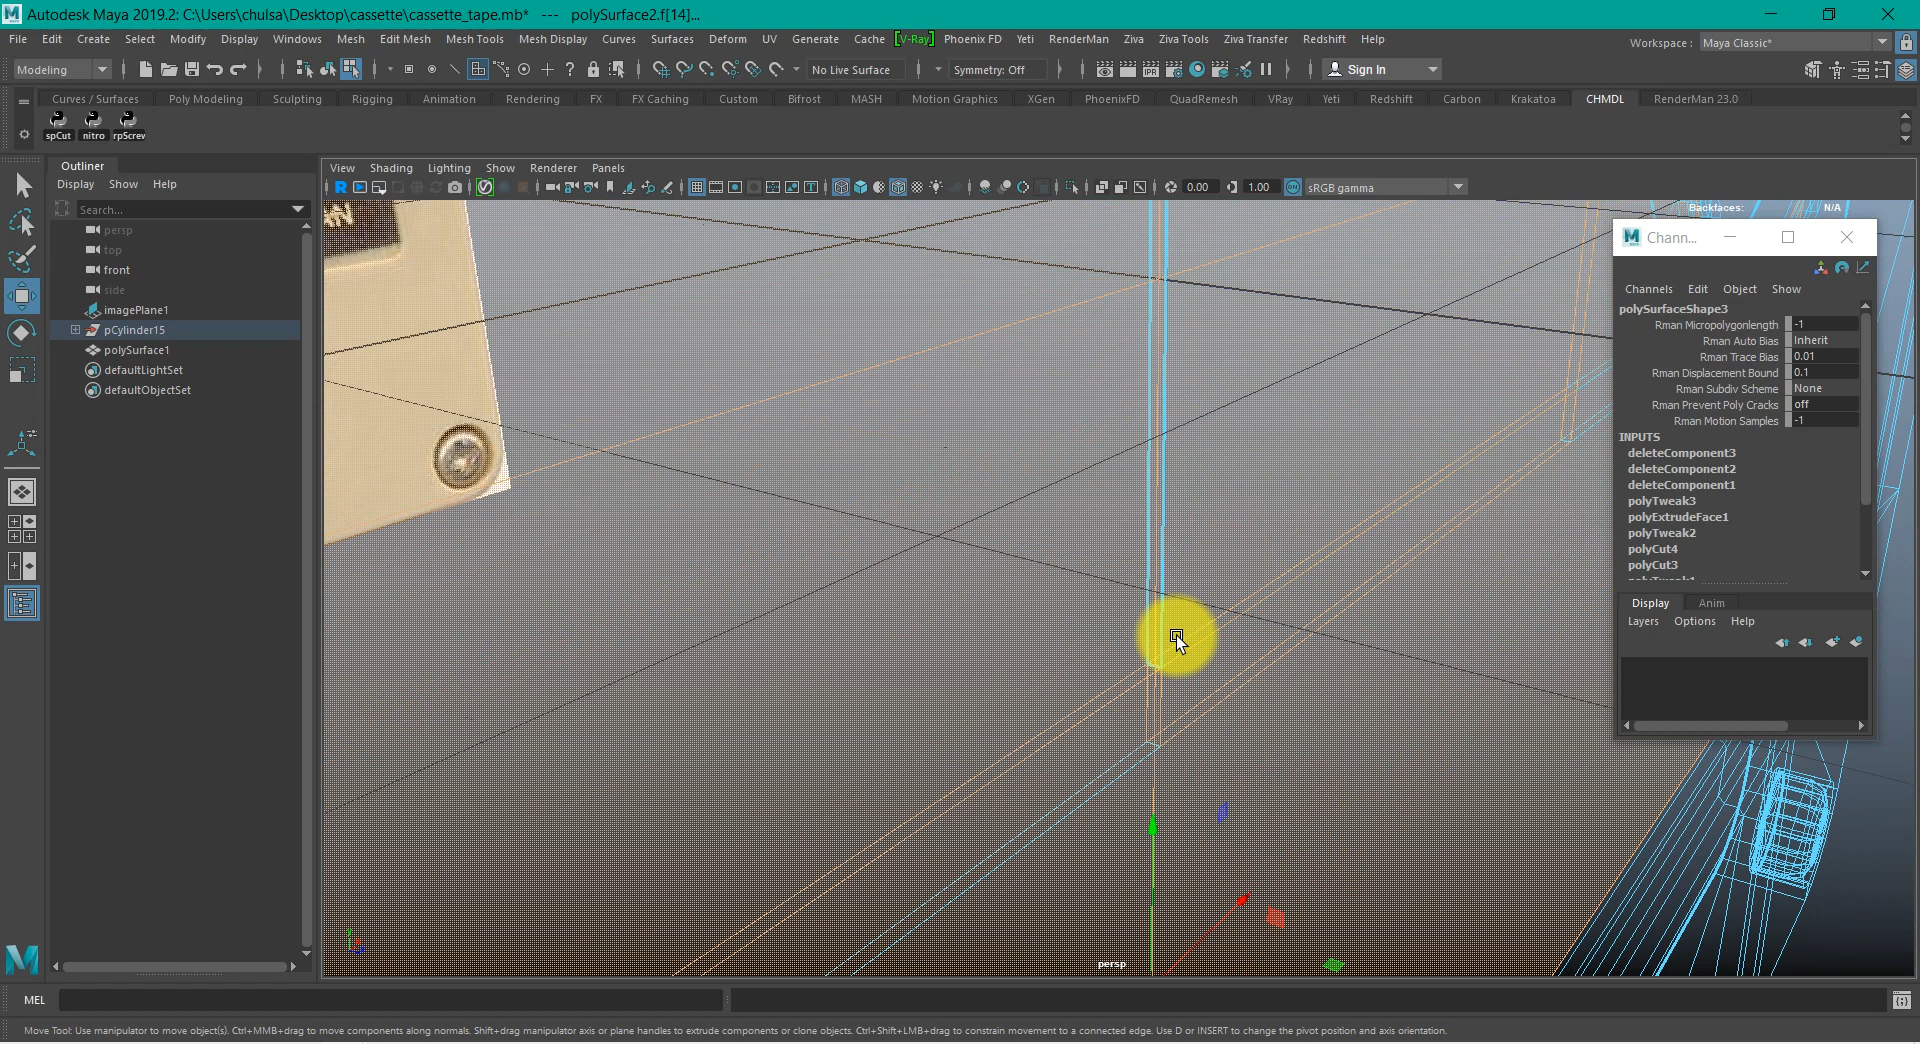 Autodesk Maya 2019.2: C:\Users\chulsa\Desktop\cassette\cassette_tape.mb* --- polySurface2.f[14]...
File Edit Create Select Modify Display Windows Mesh Edit Mesh Mesh Tools Mesh Display Curves Surfaces Deform UV Generate Cache [V-Ray] Phoenix FD Yeti RenderMan Ziva Ziva Tools Ziva Transfer Redshift Help Workspace : Maya Classic*
Modeling No Live Surface Symmetry: Off Sign In
Curves / Surfaces Poly Modeling Sculpting Rigging Animation Rendering FX FX Caching Custom Bifrost MASH Motion Graphics XGen PhoenixFD QuadRemesh VRay Yeti Redshift Carbon Krakatoa CHMDL RenderMan 23.0
spCut nitro rpScrew
Outliner
Display Show Help
Search...
persp
top
front
side
imagePlane1
pCylinder15
polySurface1
defaultLightSet
defaultObjectSet
View Shading Lighting Show Renderer Panels
0.00 1.00 sRGB gamma
Backfaces: N/A
persp
Chann...
Channels Edit Object Show
polySurfaceShape3
Rman Micropolygonlength -1
Rman Auto Bias Inherit
Rman Trace Bias 0.01
Rman Displacement Bound 0.1
Rman Subdiv Scheme None
Rman Prevent Poly Cracks off
Rman Motion Samples -1
INPUTS
deleteComponent3
deleteComponent2
deleteComponent1
polyTweak3
polyExtrudeFace1
polyTweak2
polyCut4
polyCut3
polyTweak1
Display Anim
Layers Options Help
MEL
Move Tool: Use manipulator to move object(s). Ctrl+MMB+drag to move components along normals. Shift+drag manipulator axis or plane handles to extrude components or clone objects. Ctrl+Shift+LMB+drag to constrain movement to a connected edge. Use D or INSERT to change the pivot position and axis orientation.